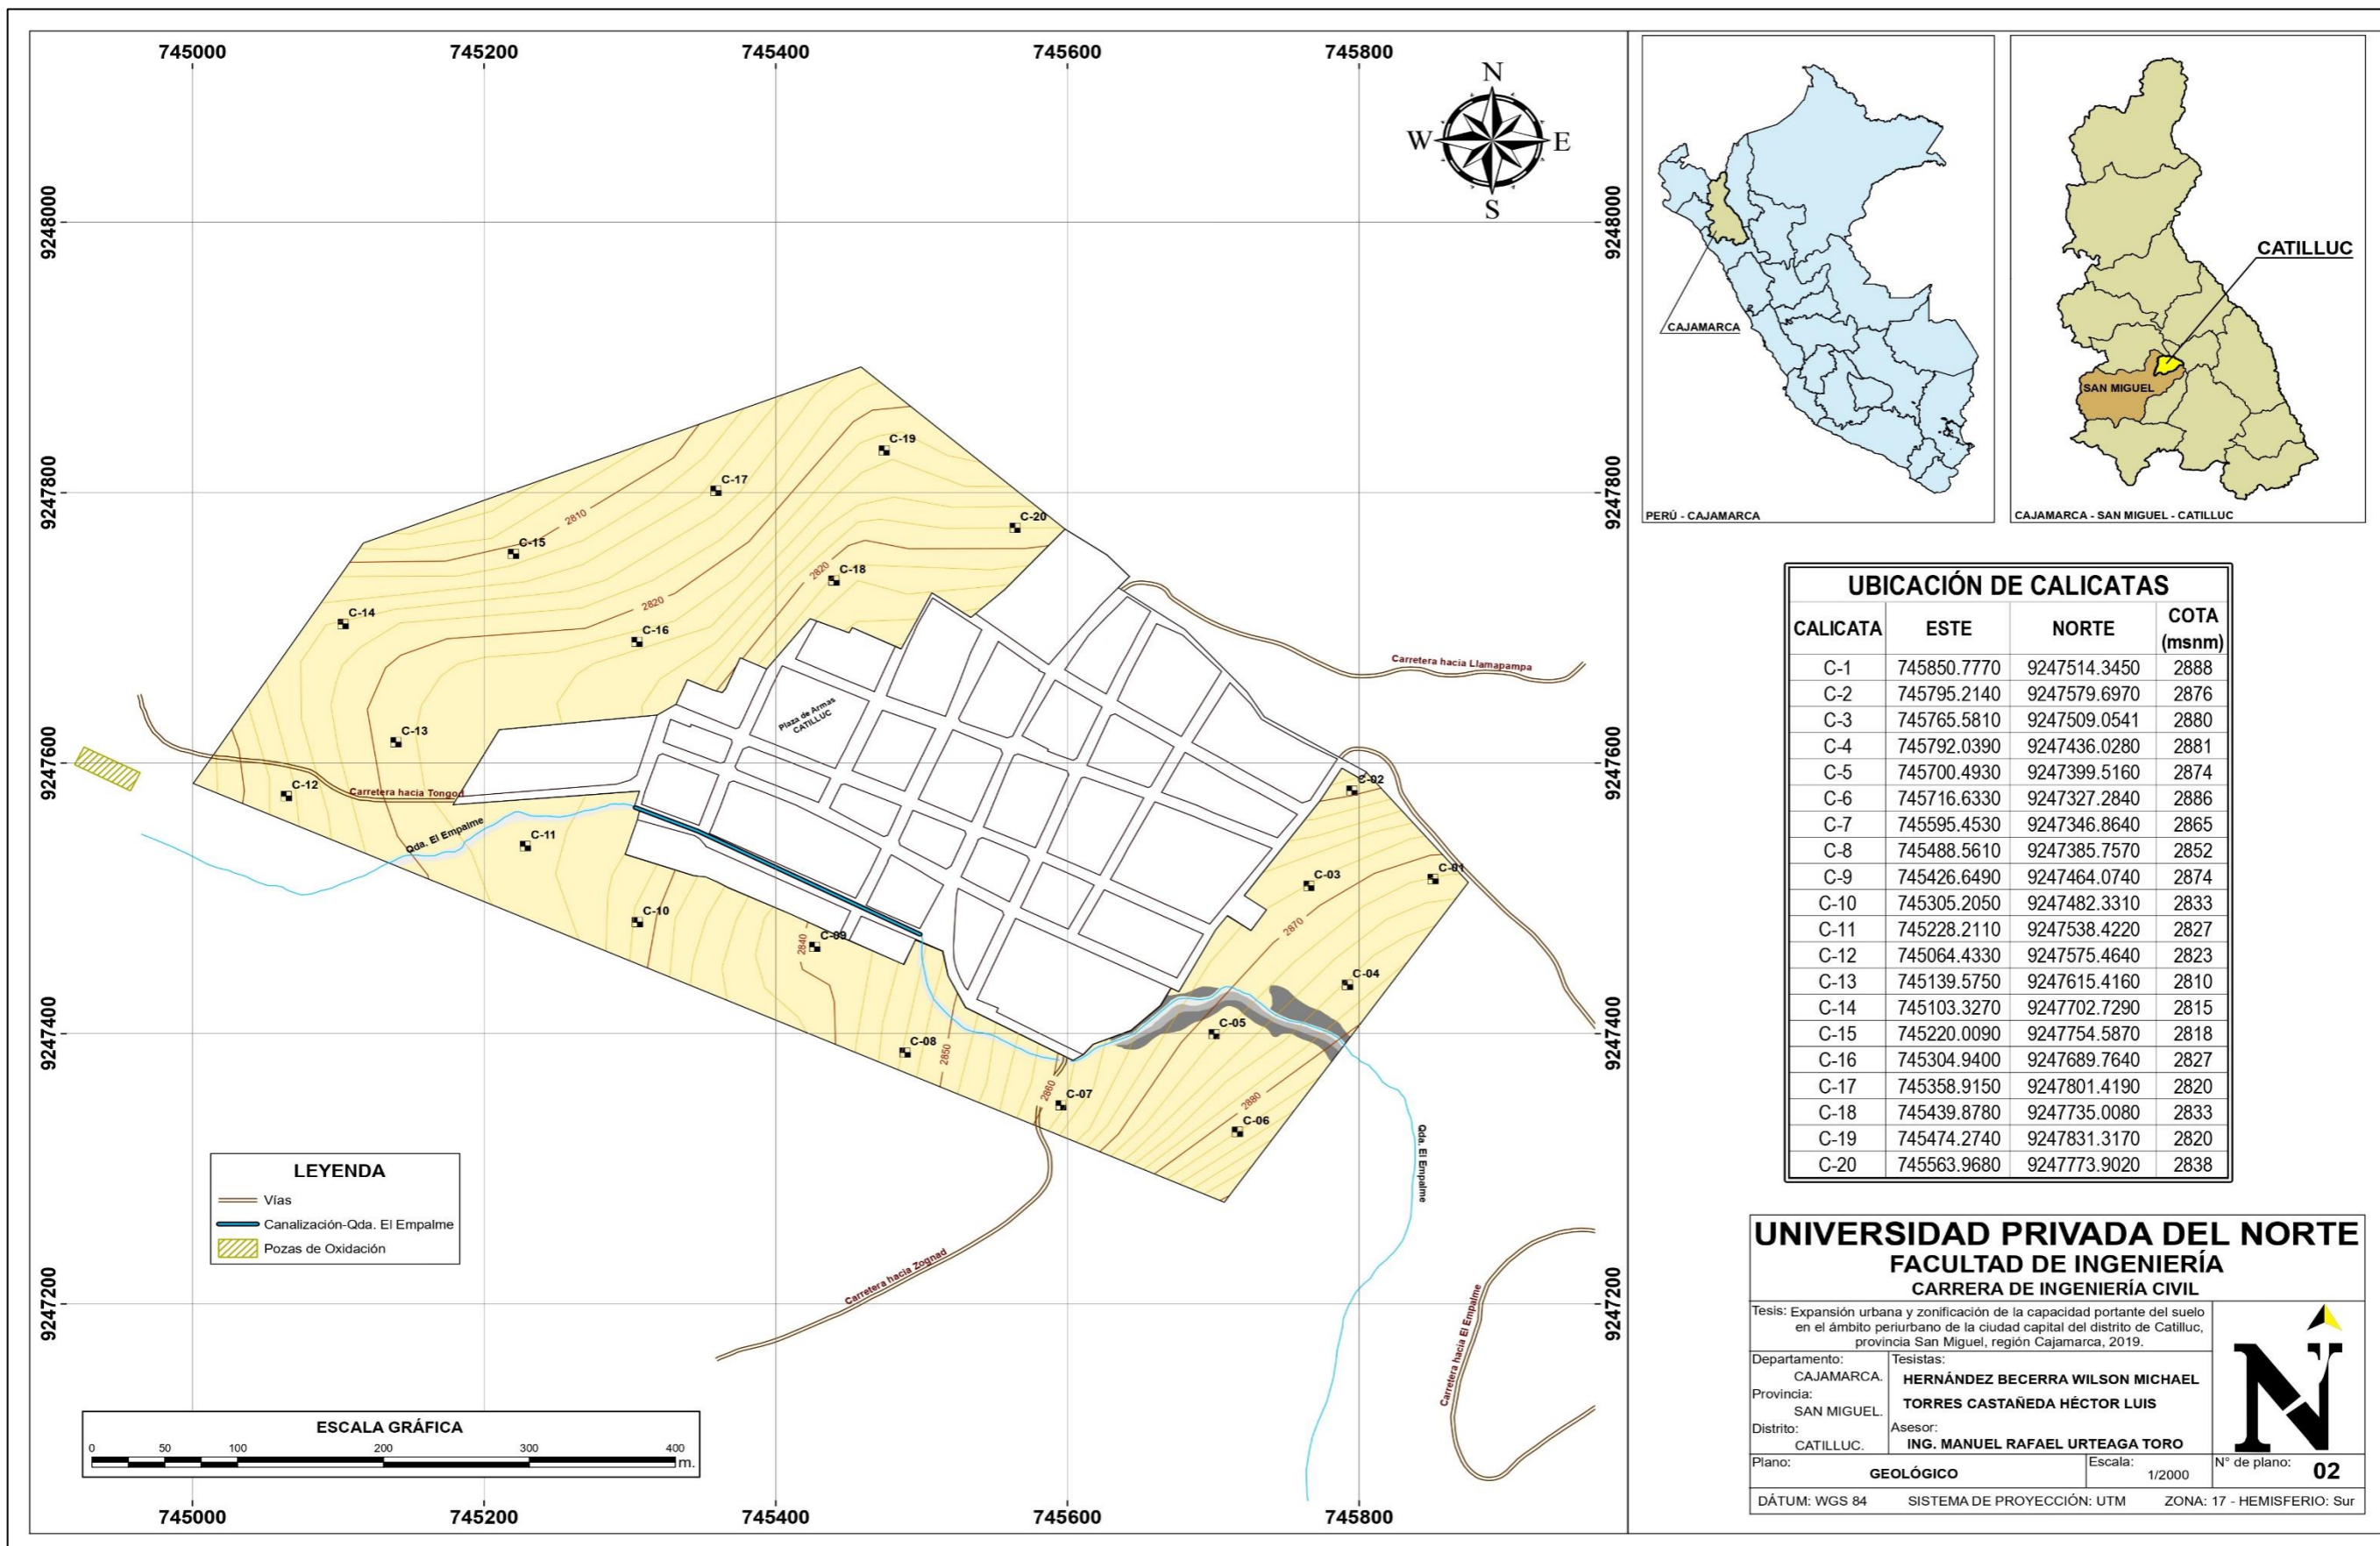 745000 745200 745400 745600 745800
N
W E
S
9248000 9248000
9247800 9247800
9247600 9247600
9247400 9247400
9247200 9247200
C-19
C-17
2810
C-20
C-15
2820
C-18
2820
C-14
C-16
Carretera hacia Llamapampa
Plaza de Armas
CATILLUC
C-13
C-12
Carretera hacia Tongod
C-02
Qda. El Empalme
C-11
C-03
C-01
C-10
2870
C-09
2840
C-04
C-05
C-08
2850
2860
C-07
2880
C-06
Qda. El Empalme
Carretera hacia Zognad
Carretera hacia El Empalme
LEYENDA
Vías
Canalización-Qda. El Empalme
Pozas de Oxidación
ESCALA GRÁFICA
0 50 100 200 300 400
m.
745000 745200 745400 745600 745800
CAJAMARCA
PERÚ - CAJAMARCA
CATILLUC
SAN MIGUEL
CAJAMARCA - SAN MIGUEL - CATILLUC
UBICACIÓN DE CALICATAS
CALICATA ESTE NORTE COTA (msnm)
C-1 745850.7770 9247514.3450 2888
C-2 745795.2140 9247579.6970 2876
C-3 745765.5810 9247509.0541 2880
C-4 745792.0390 9247436.0280 2881
C-5 745700.4930 9247399.5160 2874
C-6 745716.6330 9247327.2840 2886
C-7 745595.4530 9247346.8640 2865
C-8 745488.5610 9247385.7570 2852
C-9 745426.6490 9247464.0740 2874
C-10 745305.2050 9247482.3310 2833
C-11 745228.2110 9247538.4220 2827
C-12 745064.4330 9247575.4640 2823
C-13 745139.5750 9247615.4160 2810
C-14 745103.3270 9247702.7290 2815
C-15 745220.0090 9247754.5870 2818
C-16 745304.9400 9247689.7640 2827
C-17 745358.9150 9247801.4190 2820
C-18 745439.8780 9247735.0080 2833
C-19 745474.2740 9247831.3170 2820
C-20 745563.9680 9247773.9020 2838
UNIVERSIDAD PRIVADA DEL NORTE
FACULTAD DE INGENIERÍA
CARRERA DE INGENIERÍA CIVIL
Tesis: Expansión urbana y zonificación de la capacidad portante del suelo
en el ámbito periurbano de la ciudad capital del distrito de Catilluc,
provincia San Miguel, región Cajamarca, 2019.
Departamento:
CAJAMARCA.
Provincia:
SAN MIGUEL.
Distrito:
CATILLUC.
Tesistas:
HERNÁNDEZ BECERRA WILSON MICHAEL
TORRES CASTAÑEDA HÉCTOR LUIS
Asesor:
ING. MANUEL RAFAEL URTEAGA TORO
N
Plano:
GEOLÓGICO
Escala:
1/2000
N° de plano: 02
DÁTUM: WGS 84 SISTEMA DE PROYECCIÓN: UTM ZONA: 17 - HEMISFERIO: Sur